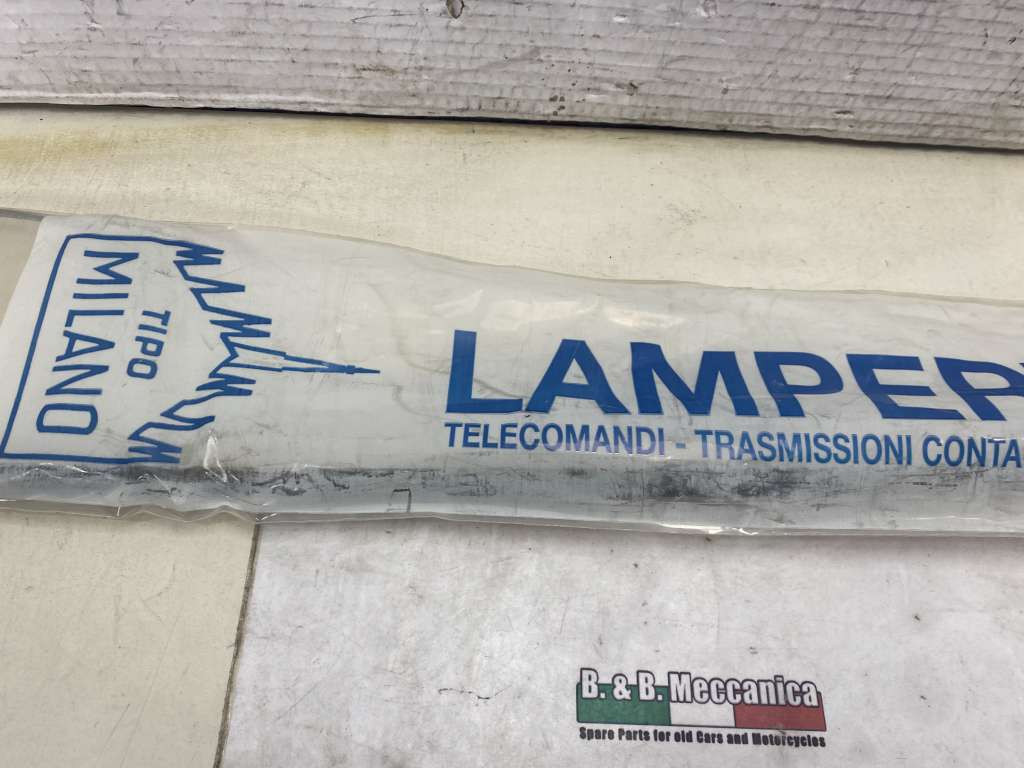 TIPO
MILANO
LAMPER
TELECOMANDI - TRASMISSIONI CONTA
B. & B. Meccanica
Spare Parts for old Cars and Motorcycles